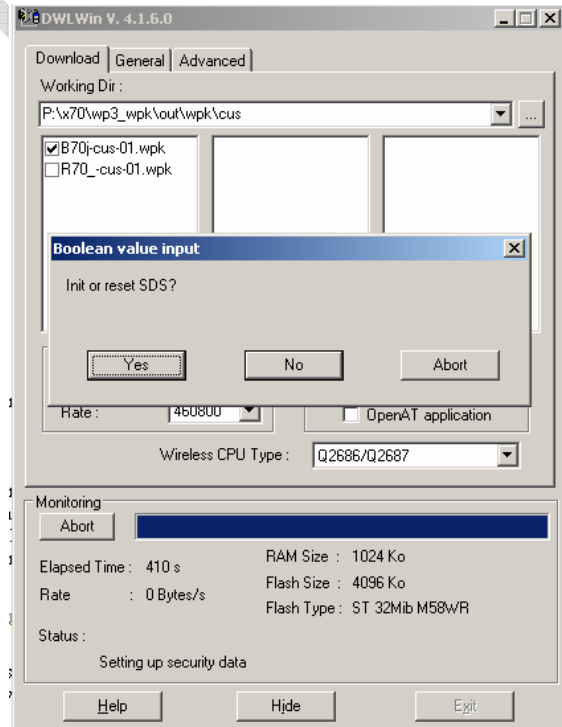 DWLWin V. 4.1.6.0
Download General Advanced
Working Dir :
P:\x70\wp3_wpk\out\wpk\cus ...
B70j-cus-01.wpk
R70_-cus-01.wpk
Boolean value input
Init or reset SDS?
Yes No Abort
Rate : 460800 OpenAT application
Wireless CPU Type : Q2686/Q2687
Monitoring
Abort
Elapsed Time : 410 s RAM Size : 1024 Ko
Rate : 0 Bytes/s Flash Size : 4096 Ko
Flash Type : ST 32Mib M58WR
Status :
Setting up security data
Help Hide Exit